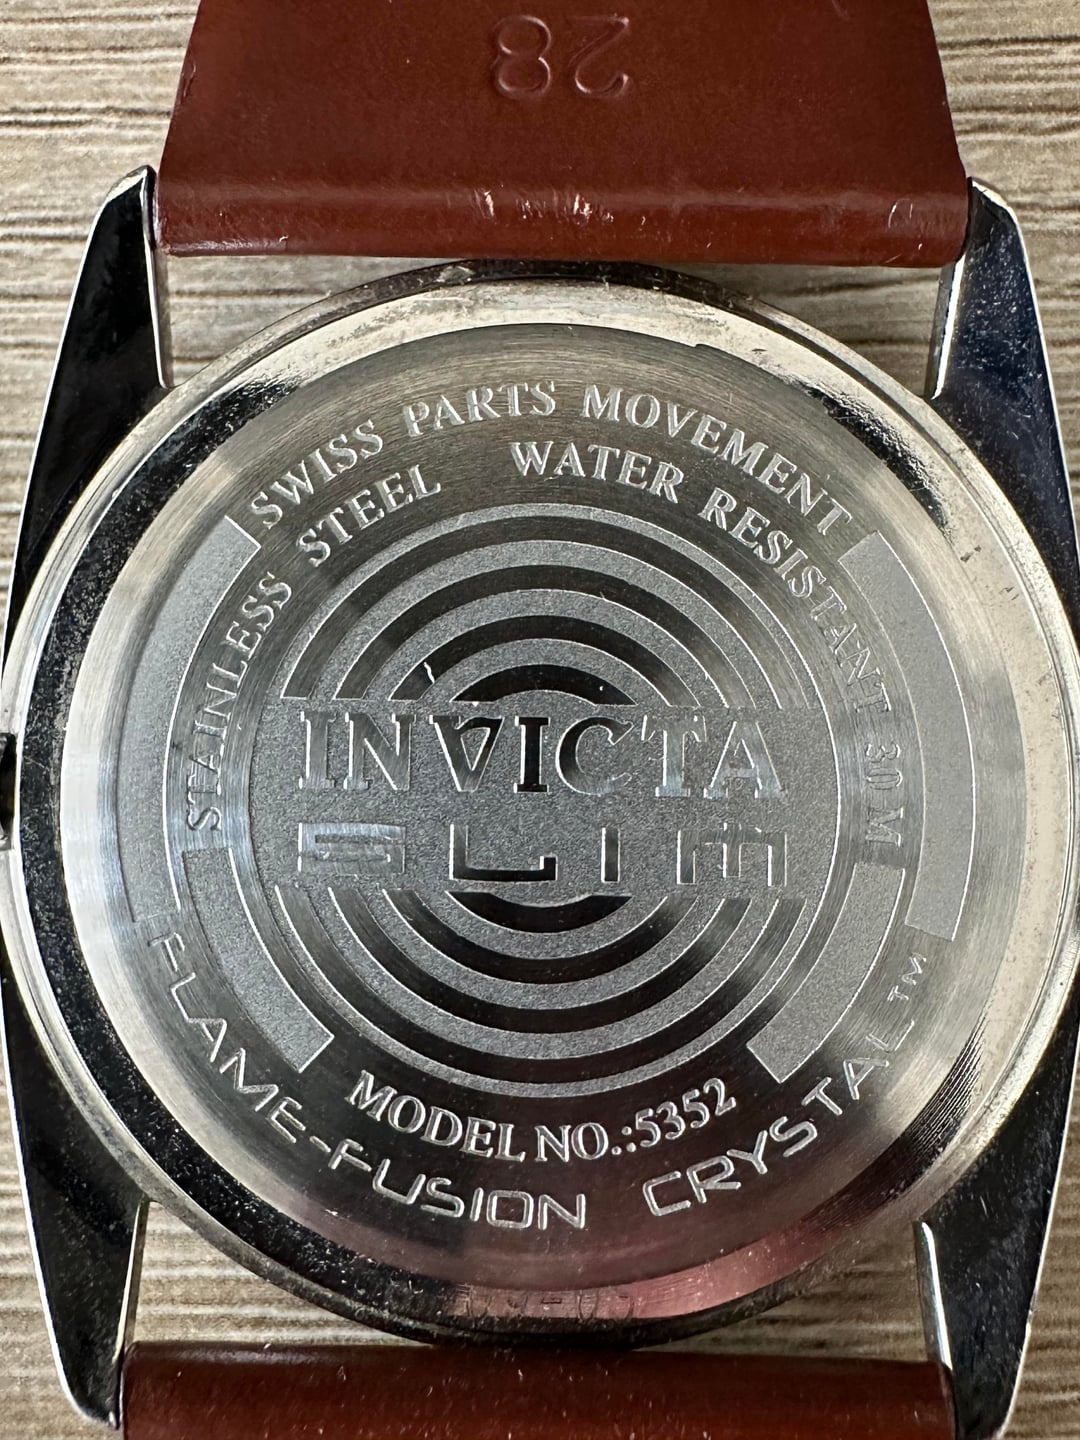 28
SWISS PARTS MOVEMENT
STAINLESS STEEL WATER RESISTANT 30 M
INVICTA
SLIM
MODEL NO.:5352
FLAME-FUSION CRYSTAL™